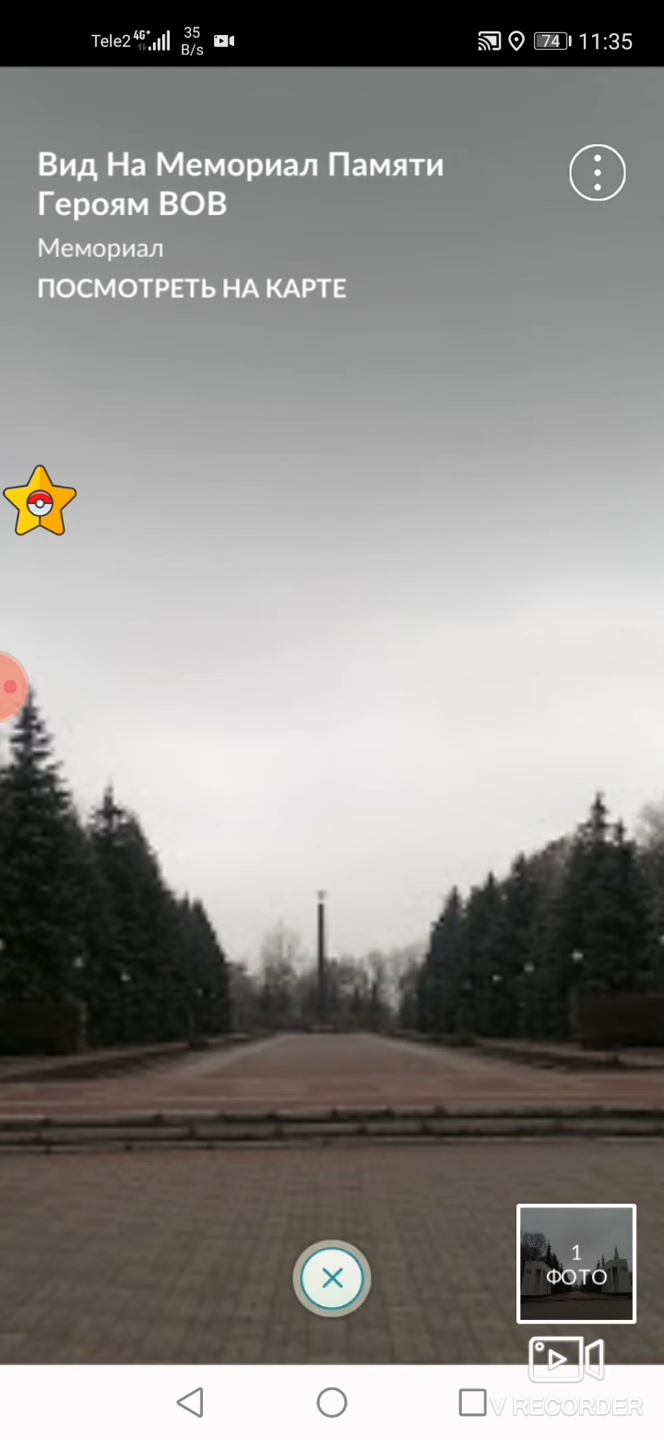 Tele2 4G+ 35 B/s 74 11:35
Вид На Мемориал Памяти
Героям ВОВ
Мемориал
ПОСМОТРЕТЬ НА КАРТЕ
1
ФОТО
V RECORDER